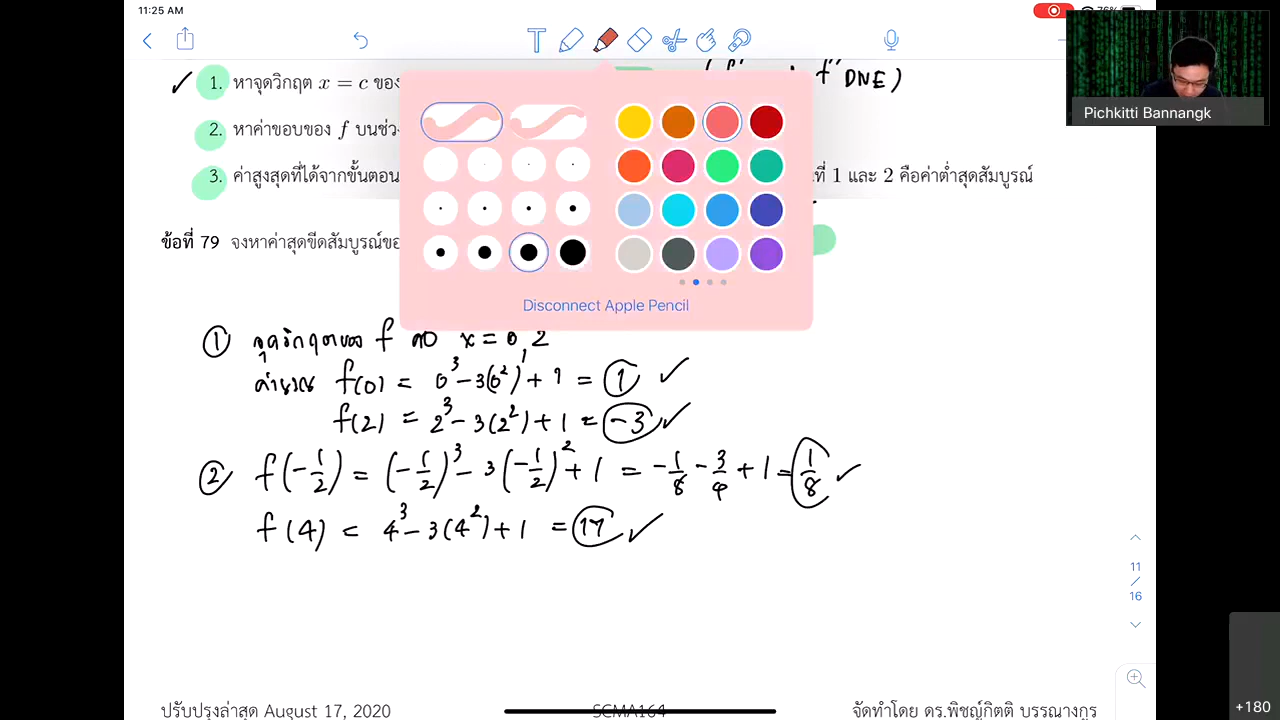 11:25 AM
76%
T
✓ 1. หาจุดวิกฤต x = c ของ
f" DNE)
2. หาค่าขอบของ f บนช่วง
3. ค่าสูงสุดที่ได้จากขั้นตอน
ที่ 1 และ 2 คือค่าต่ำสุดสัมบูรณ์
Pichkitti Bannangk
ข้อที่ 79 จงหาค่าสุดขีดสัมบูรณ์ของ
Disconnect Apple Pencil
① จุดวิกฤตของ f คือ x = 0, 2
คำนวณ f(0) = 0³ - 3(0²) + 1 = 1 ✓
f(2) = 2³ - 3(2²) + 1 = -3 ✓
② f(-1/2) = (-1/2)³ - 3(-1/2)² + 1 = -1/8 - 3/4 + 1 = 1/8 ✓
f(4) = 4³ - 3(4²) + 1 = 17 ✓
11
/
16
ปรับปรุงล่าสุด August 17, 2020
SCMA164
จัดทำโดย ดร.พิชญ์กิตติ บรรณางกูร
+180